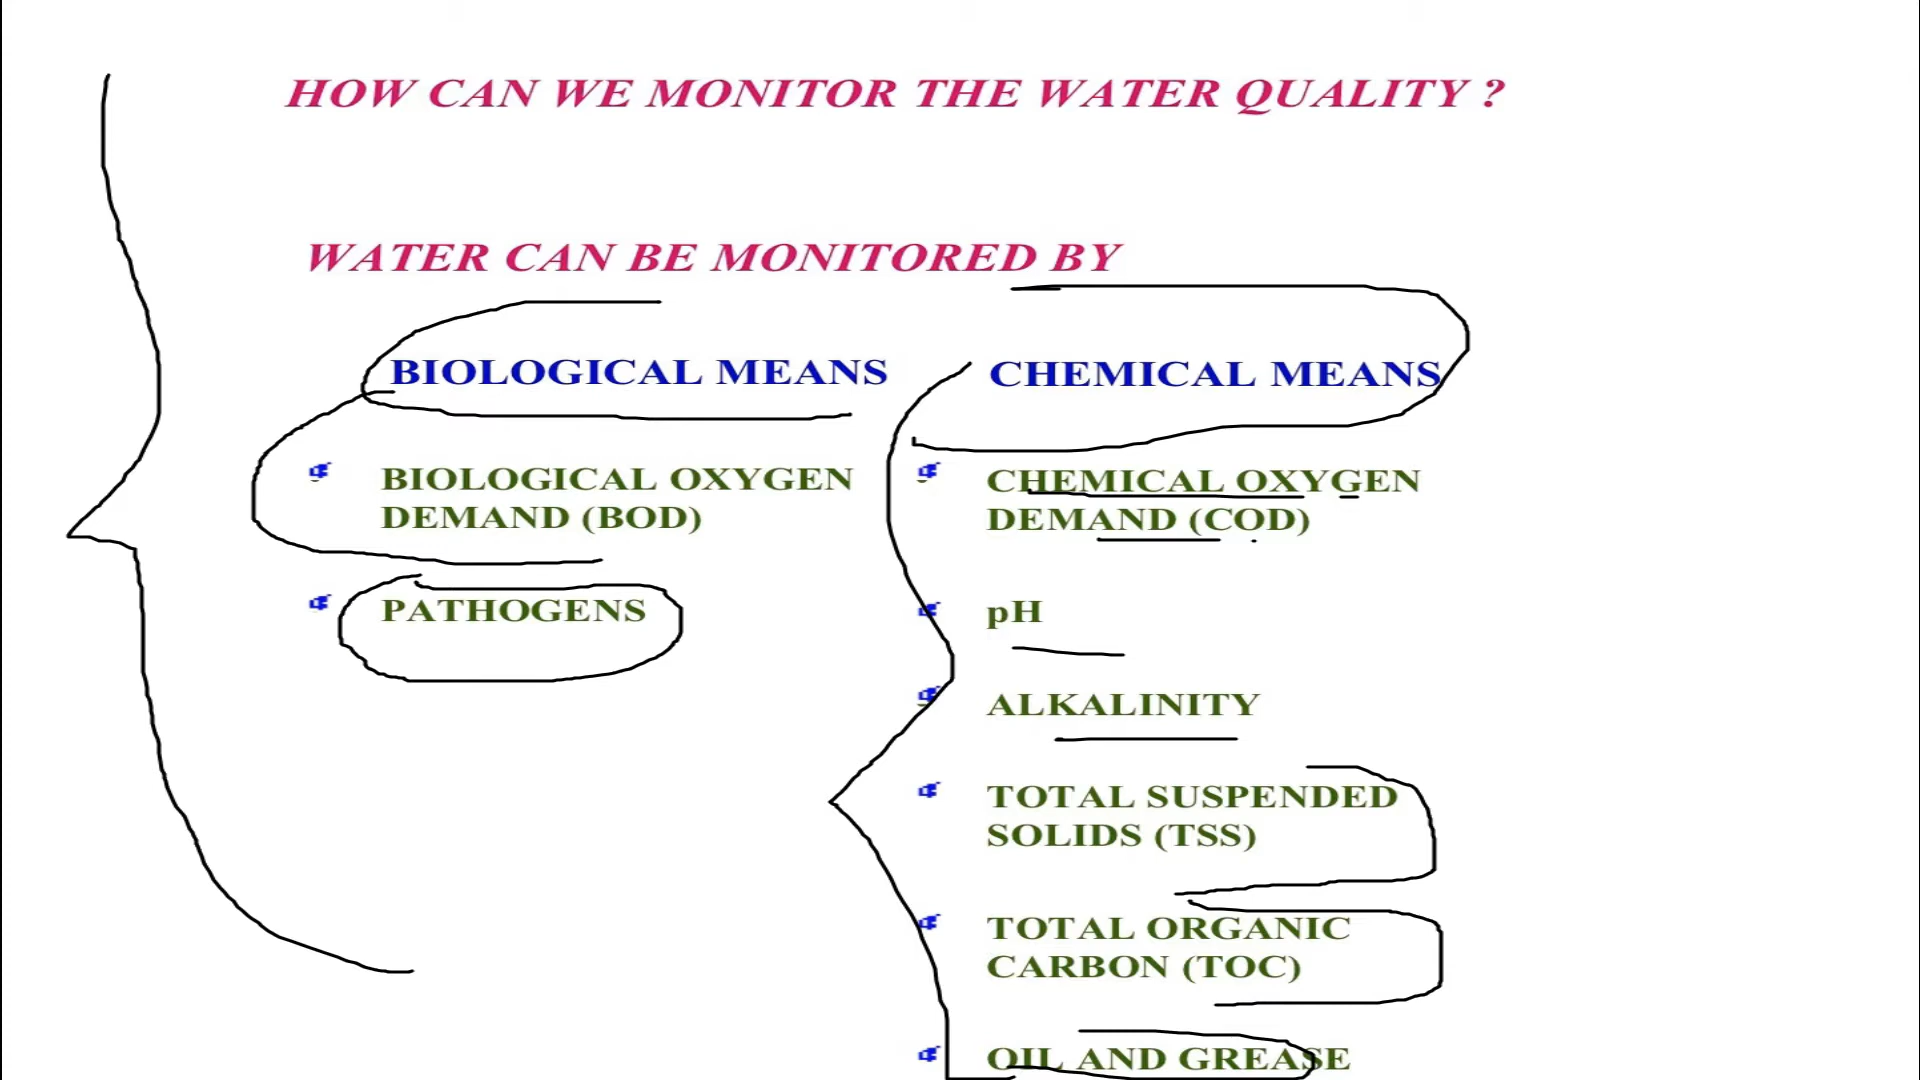 HOW CAN WE MONITOR THE WATER QUALITY ?
WATER CAN BE MONITORED BY
BIOLOGICAL MEANS
BIOLOGICAL OXYGEN
DEMAND (BOD)
PATHOGENS
CHEMICAL MEANS
CHEMICAL OXYGEN
DEMAND (COD)
pH
ALKALINITY
TOTAL SUSPENDED
SOLIDS (TSS)
TOTAL ORGANIC
CARBON (TOC)
OIL AND GREASE